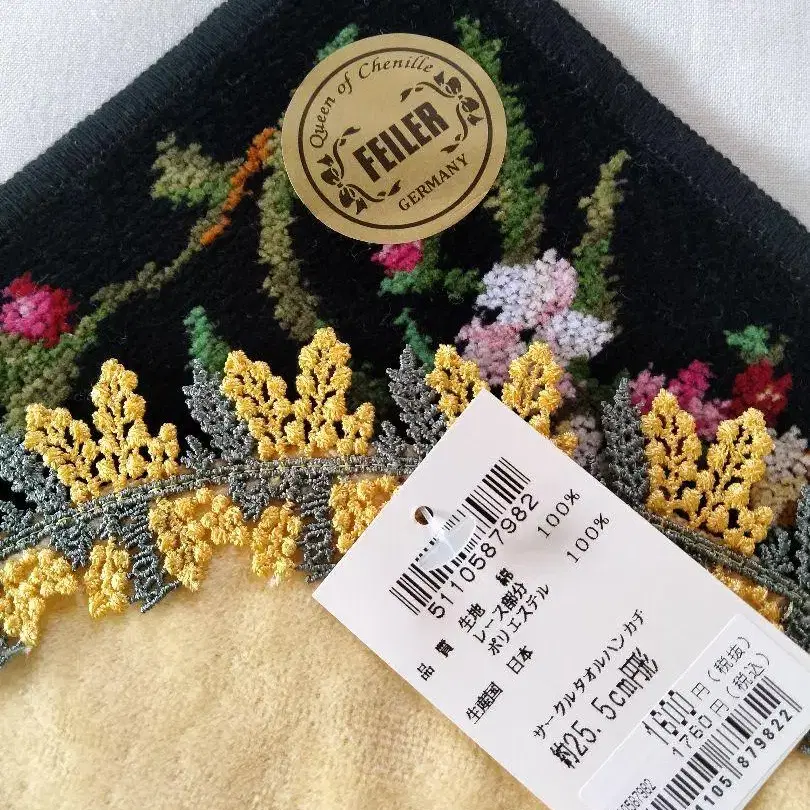 Queen of Chenille
FEILER
GERMANY
5110587982
品質 生地 綿 100%
レース部分
ポリエステル 100%
生産国 日本
サークルタオルハンカチ
約25.5cm円形
1600円(税抜)
1760円(税込)